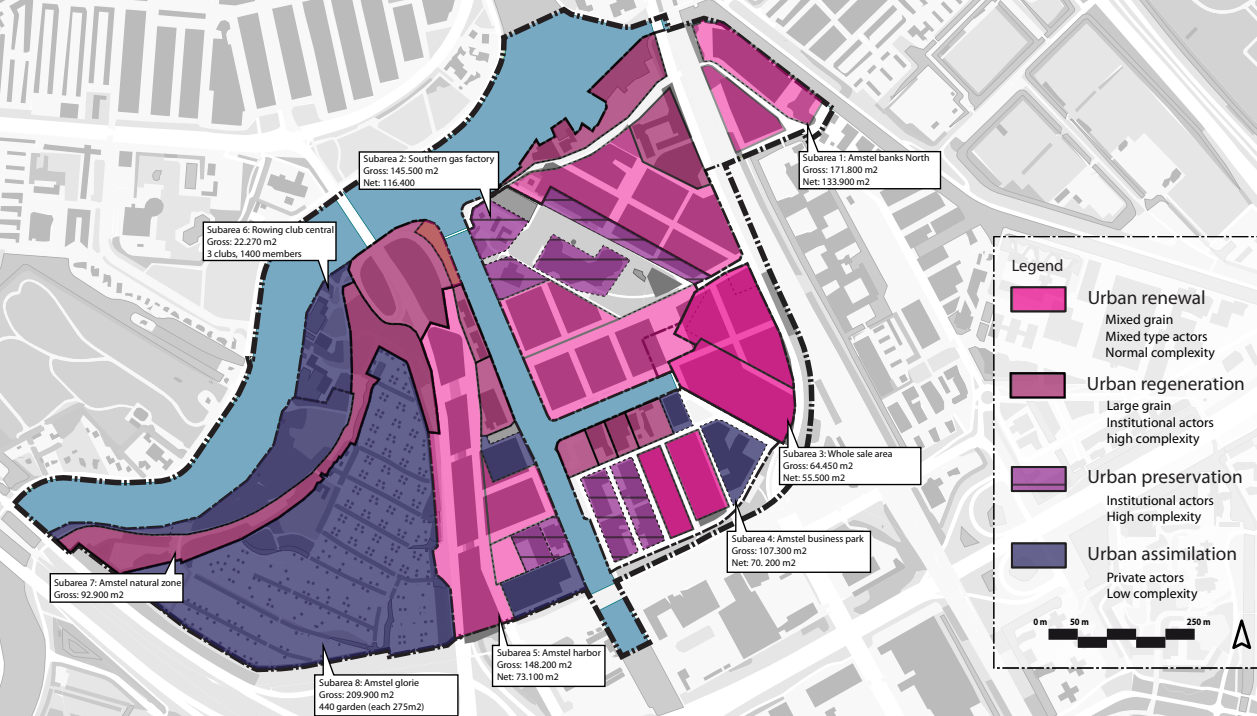 Subarea 2: Southern gas factory
Gross: 145.500 m2
Net: 116.400
Subarea 1: Amstel banks North
Gross: 171.800 m2
Net: 133.900 m2
Subarea 6: Rowing club central
Gross: 22.270 m2
3 clubs, 1400 members
Subarea 3: Whole sale area
Gross: 64.450 m2
Net: 55.500 m2
Subarea 4: Amstel business park
Gross: 107.300 m2
Net: 70. 200 m2
Subarea 7: Amstel natural zone
Gross: 92.900 m2
Subarea 5: Amstel harbor
Gross: 148.200 m2
Net: 73.100 m2
Subarea 8: Amstel glorie
Gross: 209.900 m2
440 garden (each 275m2)
Legend
Urban renewal
Mixed grain
Mixed type actors
Normal complexity
Urban regeneration
Large grain
Institutional actors
high complexity
Urban preservation
Institutional actors
High complexity
Urban assimilation
Private actors
Low complexity
0 m 50 m 250 m